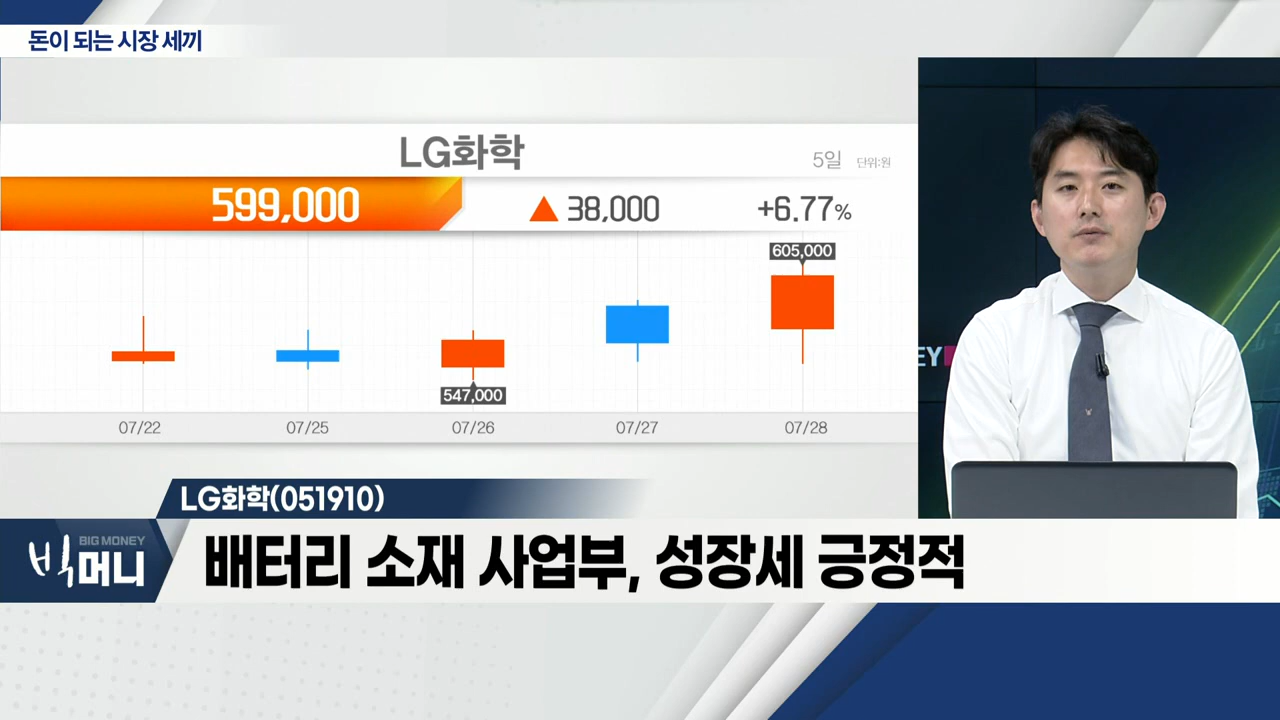 돈이 되는 시장 세끼
LG화학
5일 단위:원
599,000 ▲ 38,000 +6.77%
605,000
547,000
07/22 07/25 07/26 07/27 07/28
EY
LG화학(051910)
BIG MONEY
빅머니
배터리 소재 사업부, 성장세 긍정적